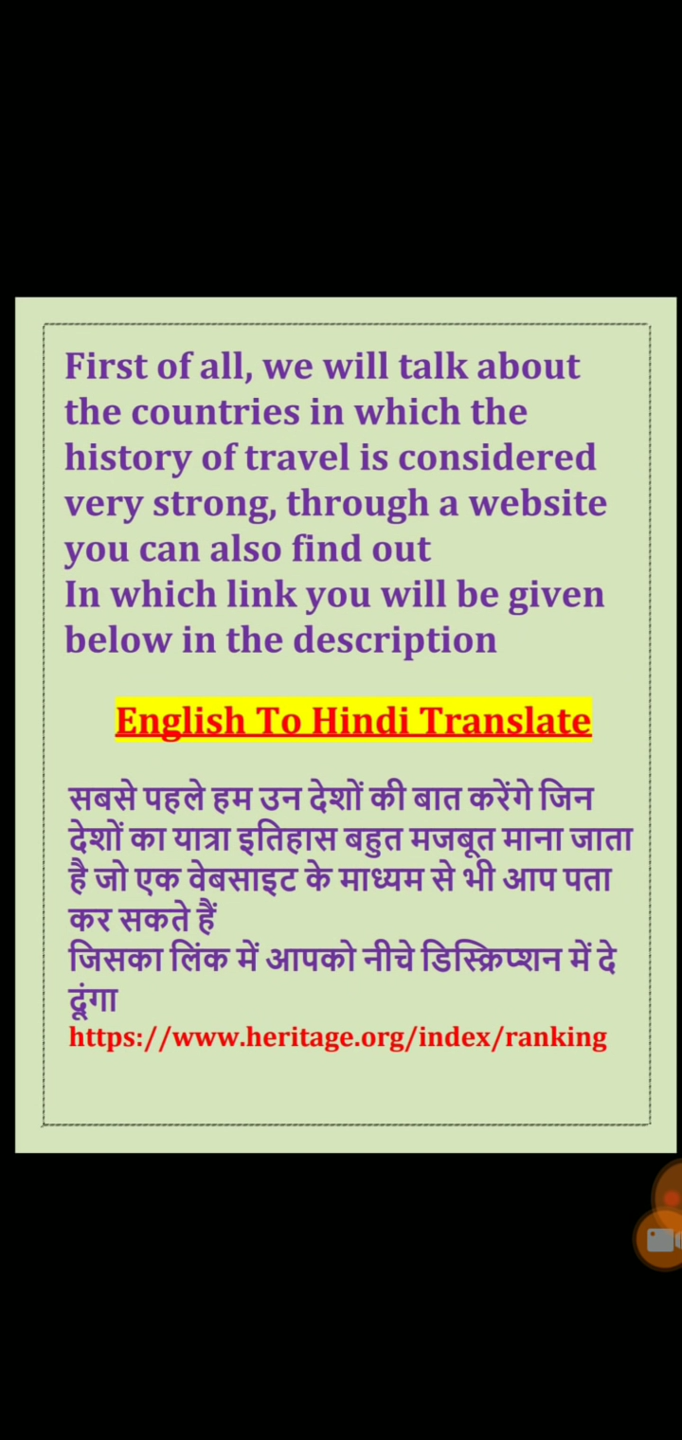 First of all, we will talk about
the countries in which the
history of travel is considered
very strong, through a website
you can also find out
In which link you will be given
below in the description
English To Hindi Translate
सबसे पहले हम उन देशों की बात करेंगे जिन
देशों का यात्रा इतिहास बहुत मजबूत माना जाता
है जो एक वेबसाइट के माध्यम से भी आप पता
कर सकते हैं
जिसका लिंक में आपको नीचे डिस्क्रिप्शन में दे
दूंगा
https://www.heritage.org/index/ranking